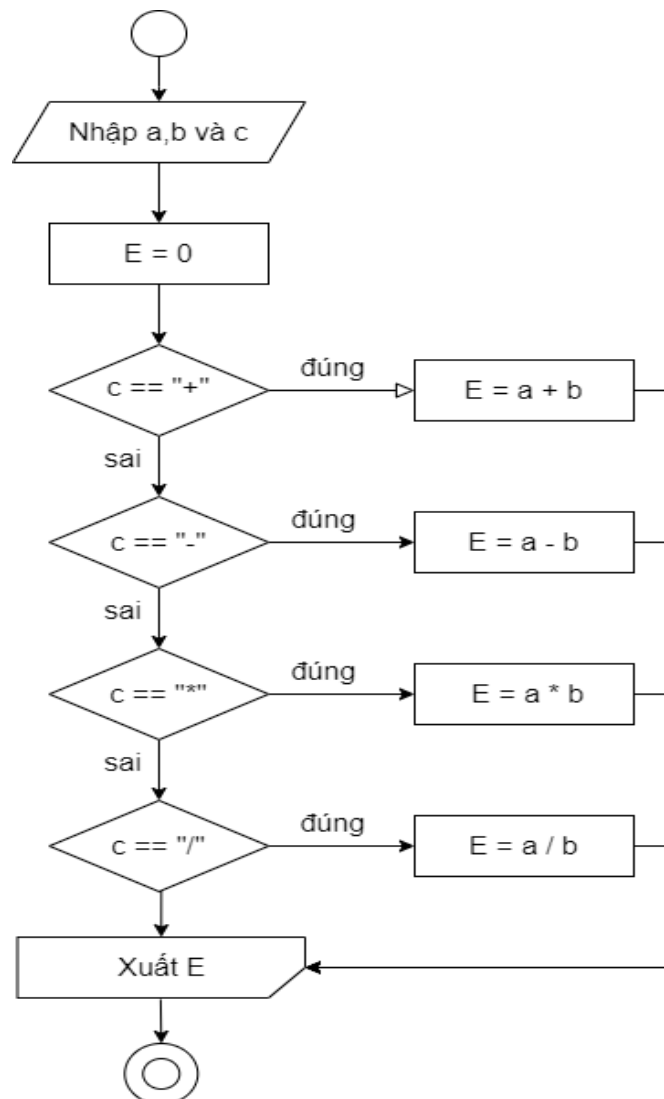 Nhập a,b và c
E = 0
c == "+"
đúng
E = a + b
sai
c == "-"
đúng
E = a - b
sai
c == "*"
đúng
E = a * b
sai
c == "/"
đúng
E = a / b
Xuất E